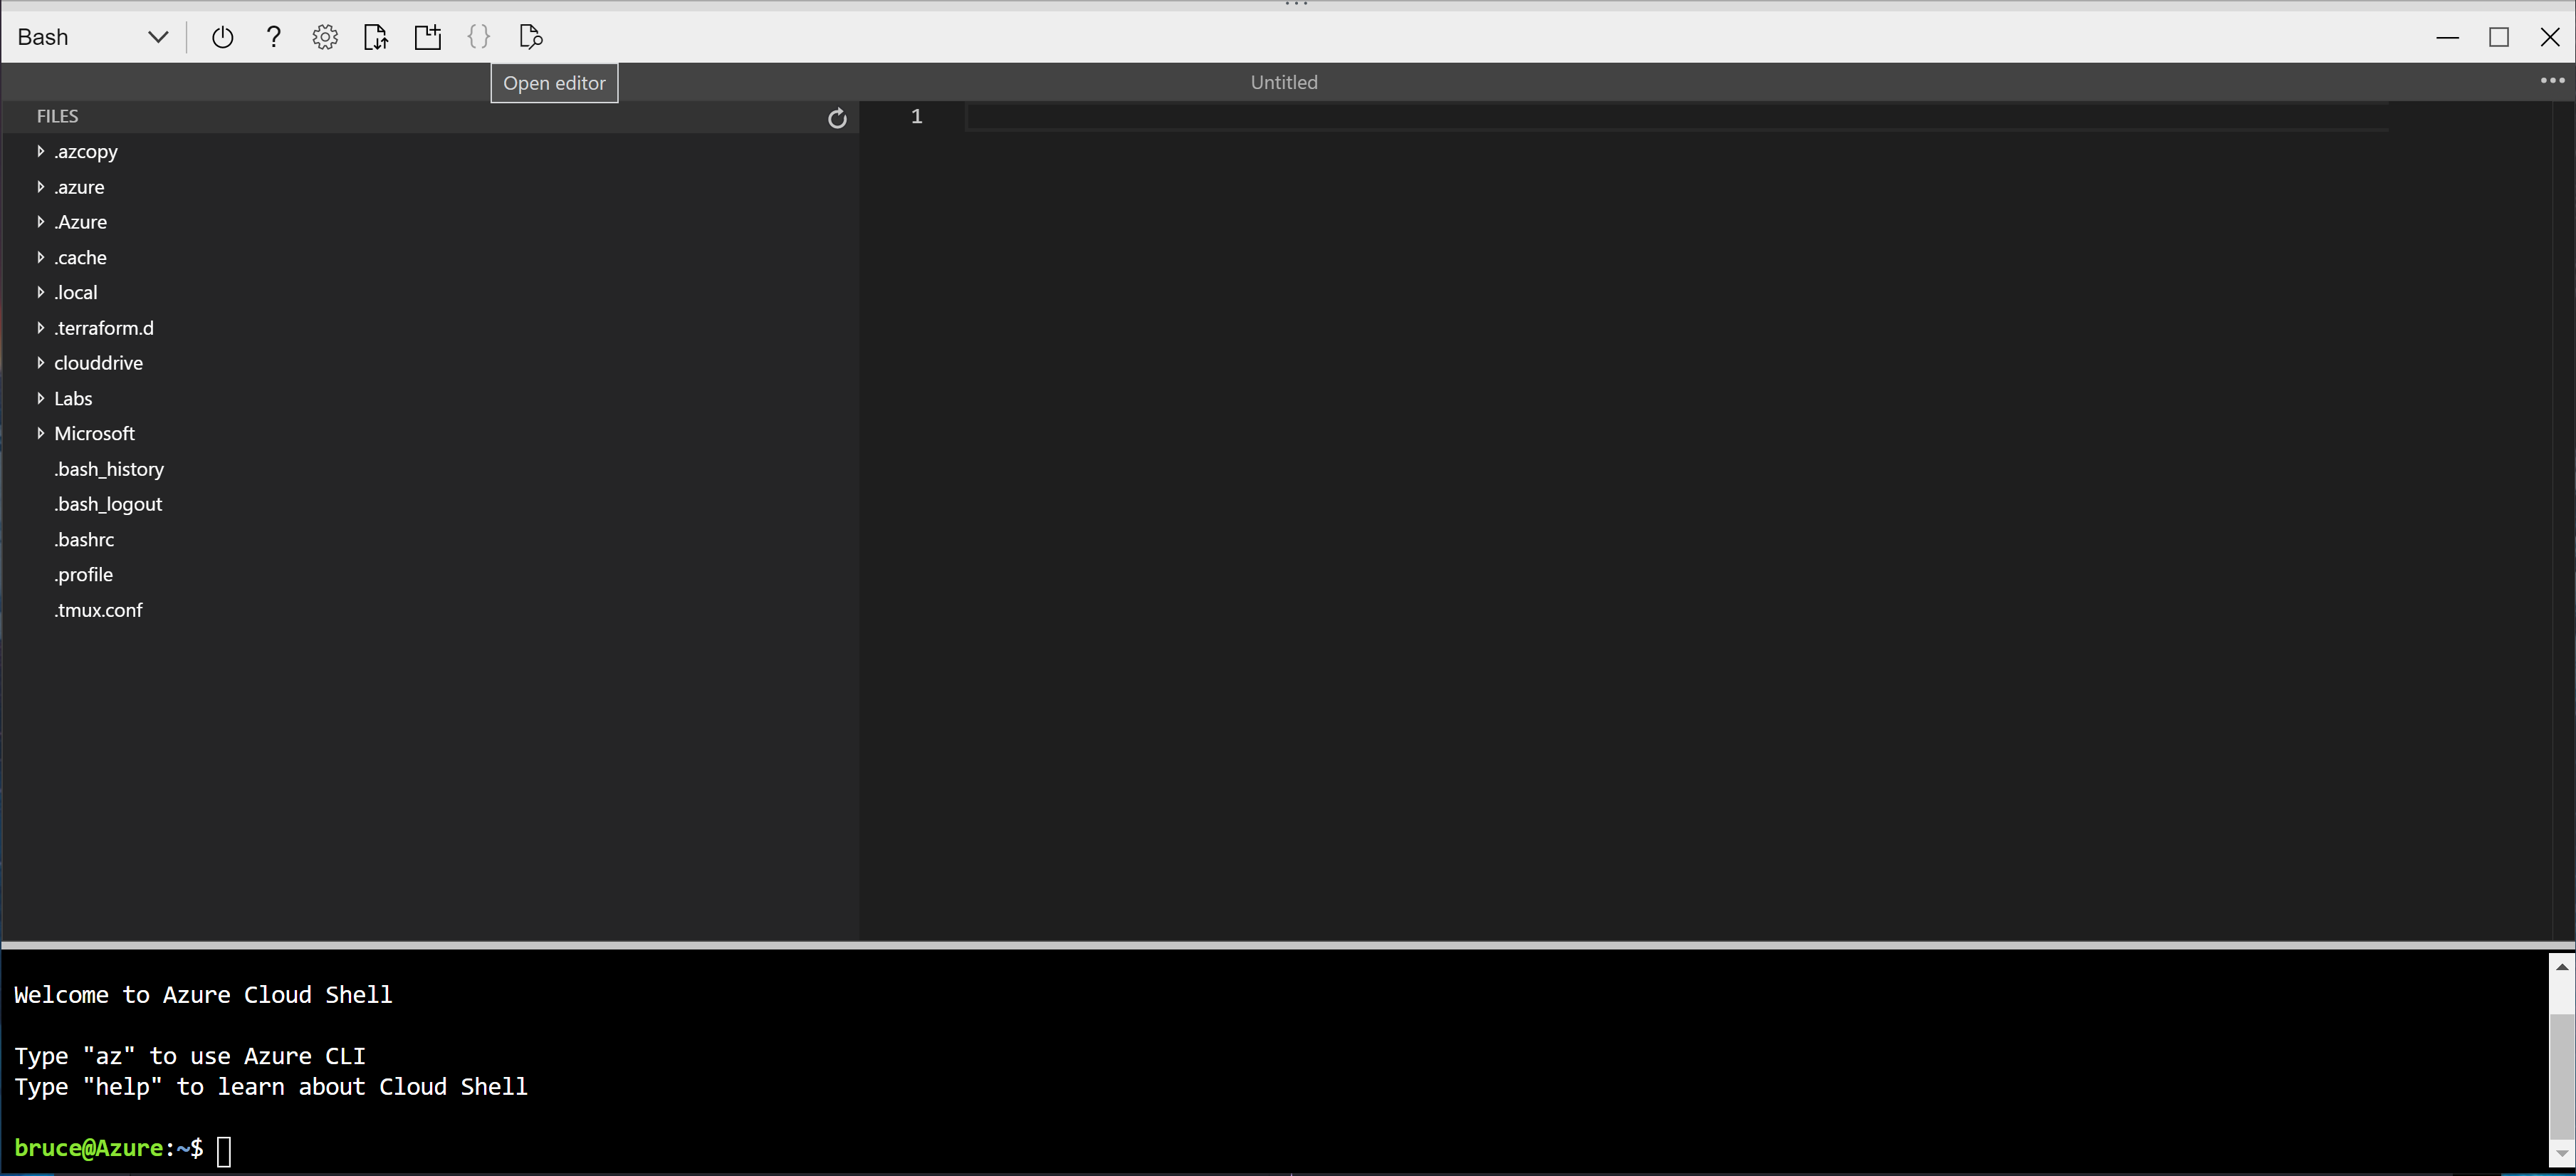 Bash
?
{}
Open editor
Untitled
FILES
1
.azcopy
.azure
.Azure
.cache
.local
.terraform.d
clouddrive
Labs
Microsoft
.bash_history
.bash_logout
.bashrc
.profile
.tmux.conf
Welcome to Azure Cloud Shell
Type "az" to use Azure CLI
Type "help" to learn about Cloud Shell
bruce@Azure:~$